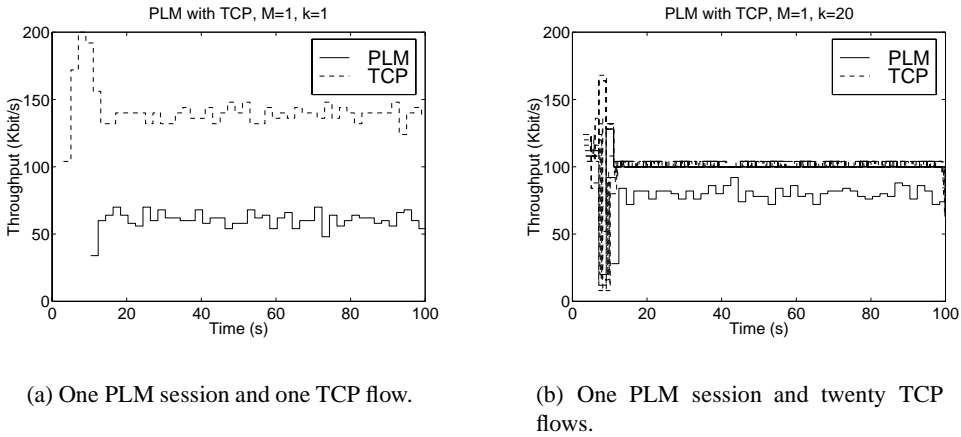 PLM with TCP, M=1, k=1
200
150
100
50
0
Throughput (Kbit/s)
0 20 40 60 80 100
Time (s)
PLM
TCP
(a) One PLM session and one TCP flow.
PLM with TCP, M=1, k=20
200
150
100
50
0
Throughput (Kbit/s)
0 20 40 60 80 100
Time (s)
PLM
TCP
(b) One PLM session and twenty TCP
flows.